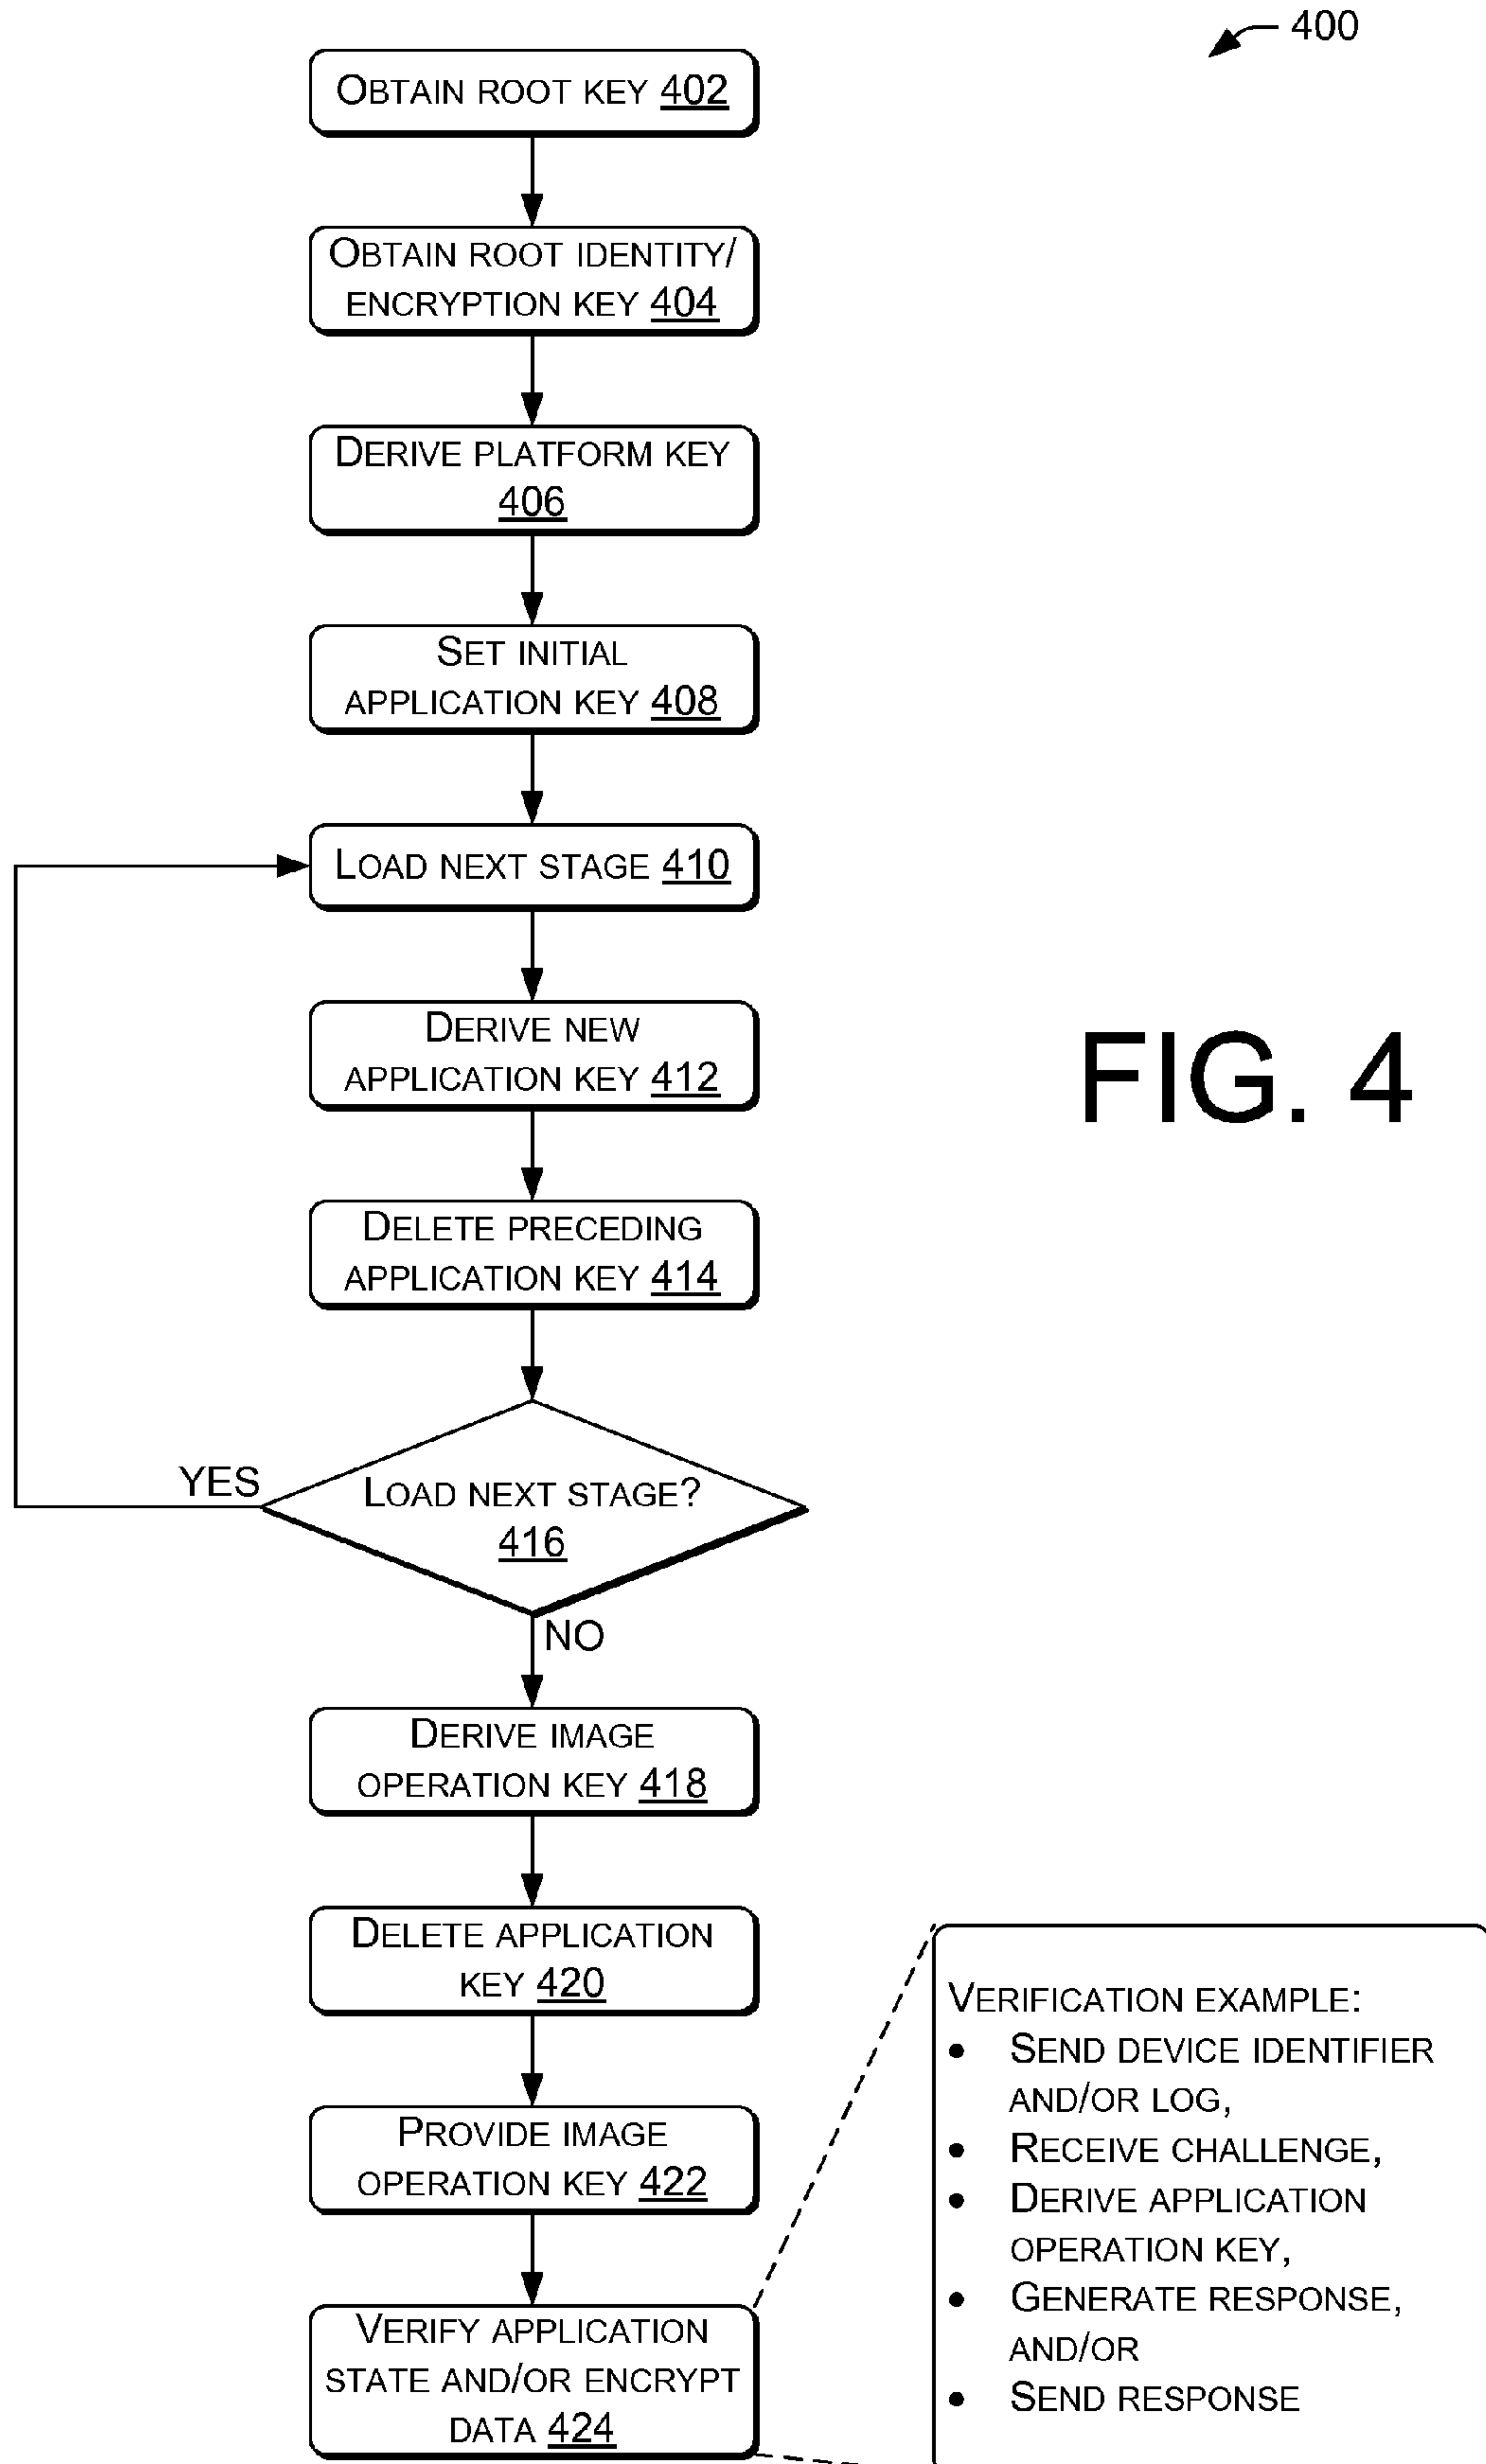 400
OBTAIN ROOT KEY 402
OBTAIN ROOT IDENTITY/
ENCRYPTION KEY 404
DERIVE PLATFORM KEY
406
SET INITIAL
APPLICATION KEY 408
LOAD NEXT STAGE 410
DERIVE NEW
APPLICATION KEY 412
FIG. 4
DELETE PRECEDING
APPLICATION KEY 414
YES
LOAD NEXT STAGE?
416
NO
DERIVE IMAGE
OPERATION KEY 418
DELETE APPLICATION
KEY 420
PROVIDE IMAGE
OPERATION KEY 422
VERIFY APPLICATION
STATE AND/OR ENCRYPT
DATA 424
VERIFICATION EXAMPLE:
• SEND DEVICE IDENTIFIER
AND/OR LOG,
• RECEIVE CHALLENGE,
• DERIVE APPLICATION
OPERATION KEY,
• GENERATE RESPONSE,
AND/OR
• SEND RESPONSE